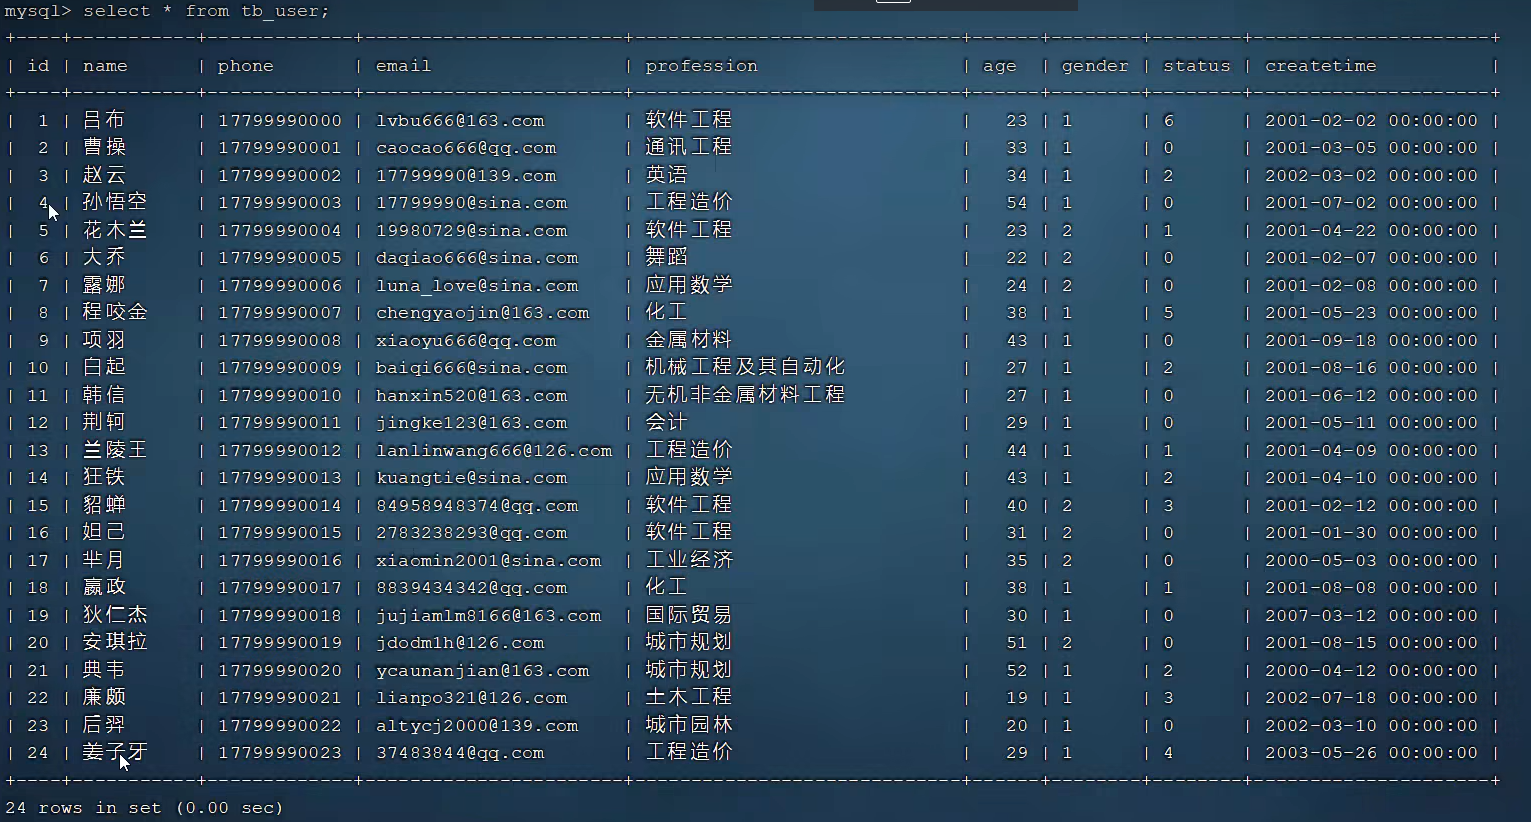 mysql> select * from tb_user;
+----+-----------+-------------+-----------------------+-----------------------------+------+--------+--------+---------------------+
| id | name | phone | email | profession | age | gender | status | createtime |
+----+-----------+-------------+-----------------------+-----------------------------+------+--------+--------+---------------------+
| 1 | 吕布 | 17799990000 | lvbu666@163.com | 软件工程 | 23 | 1 | 6 | 2001-02-02 00:00:00 |
| 2 | 曹操 | 17799990001 | caocao666@qq.com | 通讯工程 | 33 | 1 | 0 | 2001-03-05 00:00:00 |
| 3 | 赵云 | 17799990002 | 17799990@139.com | 英语 | 34 | 1 | 2 | 2002-03-02 00:00:00 |
| 4 | 孙悟空 | 17799990003 | 17799990@sina.com | 工程造价 | 54 | 1 | 0 | 2001-07-02 00:00:00 |
| 5 | 花木兰 | 17799990004 | 19980729@sina.com | 软件工程 | 23 | 2 | 1 | 2001-04-22 00:00:00 |
| 6 | 大乔 | 17799990005 | daqiao666@sina.com | 舞蹈 | 22 | 2 | 0 | 2001-02-07 00:00:00 |
| 7 | 露娜 | 17799990006 | luna_love@sina.com | 应用数学 | 24 | 2 | 0 | 2001-02-08 00:00:00 |
| 8 | 程咬金 | 17799990007 | chengyaojin@163.com | 化工 | 38 | 1 | 5 | 2001-05-23 00:00:00 |
| 9 | 项羽 | 17799990008 | xiaoyu666@qq.com | 金属材料 | 43 | 1 | 0 | 2001-09-18 00:00:00 |
| 10 | 白起 | 17799990009 | baiqi666@sina.com | 机械工程及其自动化 | 27 | 1 | 2 | 2001-08-16 00:00:00 |
| 11 | 韩信 | 17799990010 | hanxin520@163.com | 无机非金属材料工程 | 27 | 1 | 0 | 2001-06-12 00:00:00 |
| 12 | 荆轲 | 17799990011 | jingke123@163.com | 会计 | 29 | 1 | 0 | 2001-05-11 00:00:00 |
| 13 | 兰陵王 | 17799990012 | lanlinwang666@126.com | 工程造价 | 44 | 1 | 1 | 2001-04-09 00:00:00 |
| 14 | 狂铁 | 17799990013 | kuangtie@sina.com | 应用数学 | 43 | 1 | 2 | 2001-04-10 00:00:00 |
| 15 | 貂蝉 | 17799990014 | 84958948374@qq.com | 软件工程 | 40 | 2 | 3 | 2001-02-12 00:00:00 |
| 16 | 妲己 | 17799990015 | 2783238293@qq.com | 软件工程 | 31 | 2 | 0 | 2001-01-30 00:00:00 |
| 17 | 芈月 | 17799990016 | xiaomin2001@sina.com | 工业经济 | 35 | 2 | 0 | 2000-05-03 00:00:00 |
| 18 | 嬴政 | 17799990017 | 8839434342@qq.com | 化工 | 38 | 1 | 1 | 2001-08-08 00:00:00 |
| 19 | 狄仁杰 | 17799990018 | jujiamlm8166@163.com | 国际贸易 | 30 | 1 | 0 | 2007-03-12 00:00:00 |
| 20 | 安琪拉 | 17799990019 | jdodm1h@126.com | 城市规划 | 51 | 2 | 0 | 2001-08-15 00:00:00 |
| 21 | 典韦 | 17799990020 | ycaunanjian@163.com | 城市规划 | 52 | 1 | 2 | 2000-04-12 00:00:00 |
| 22 | 廉颇 | 17799990021 | lianpo321@126.com | 土木工程 | 19 | 1 | 3 | 2002-07-18 00:00:00 |
| 23 | 后羿 | 17799990022 | altycj2000@139.com | 城市园林 | 20 | 1 | 0 | 2002-03-10 00:00:00 |
| 24 | 姜子牙 | 17799990023 | 37483844@qq.com | 工程造价 | 29 | 1 | 4 | 2003-05-26 00:00:00 |
+----+-----------+-------------+-----------------------+-----------------------------+------+--------+--------+---------------------+
24 rows in set (0.00 sec)